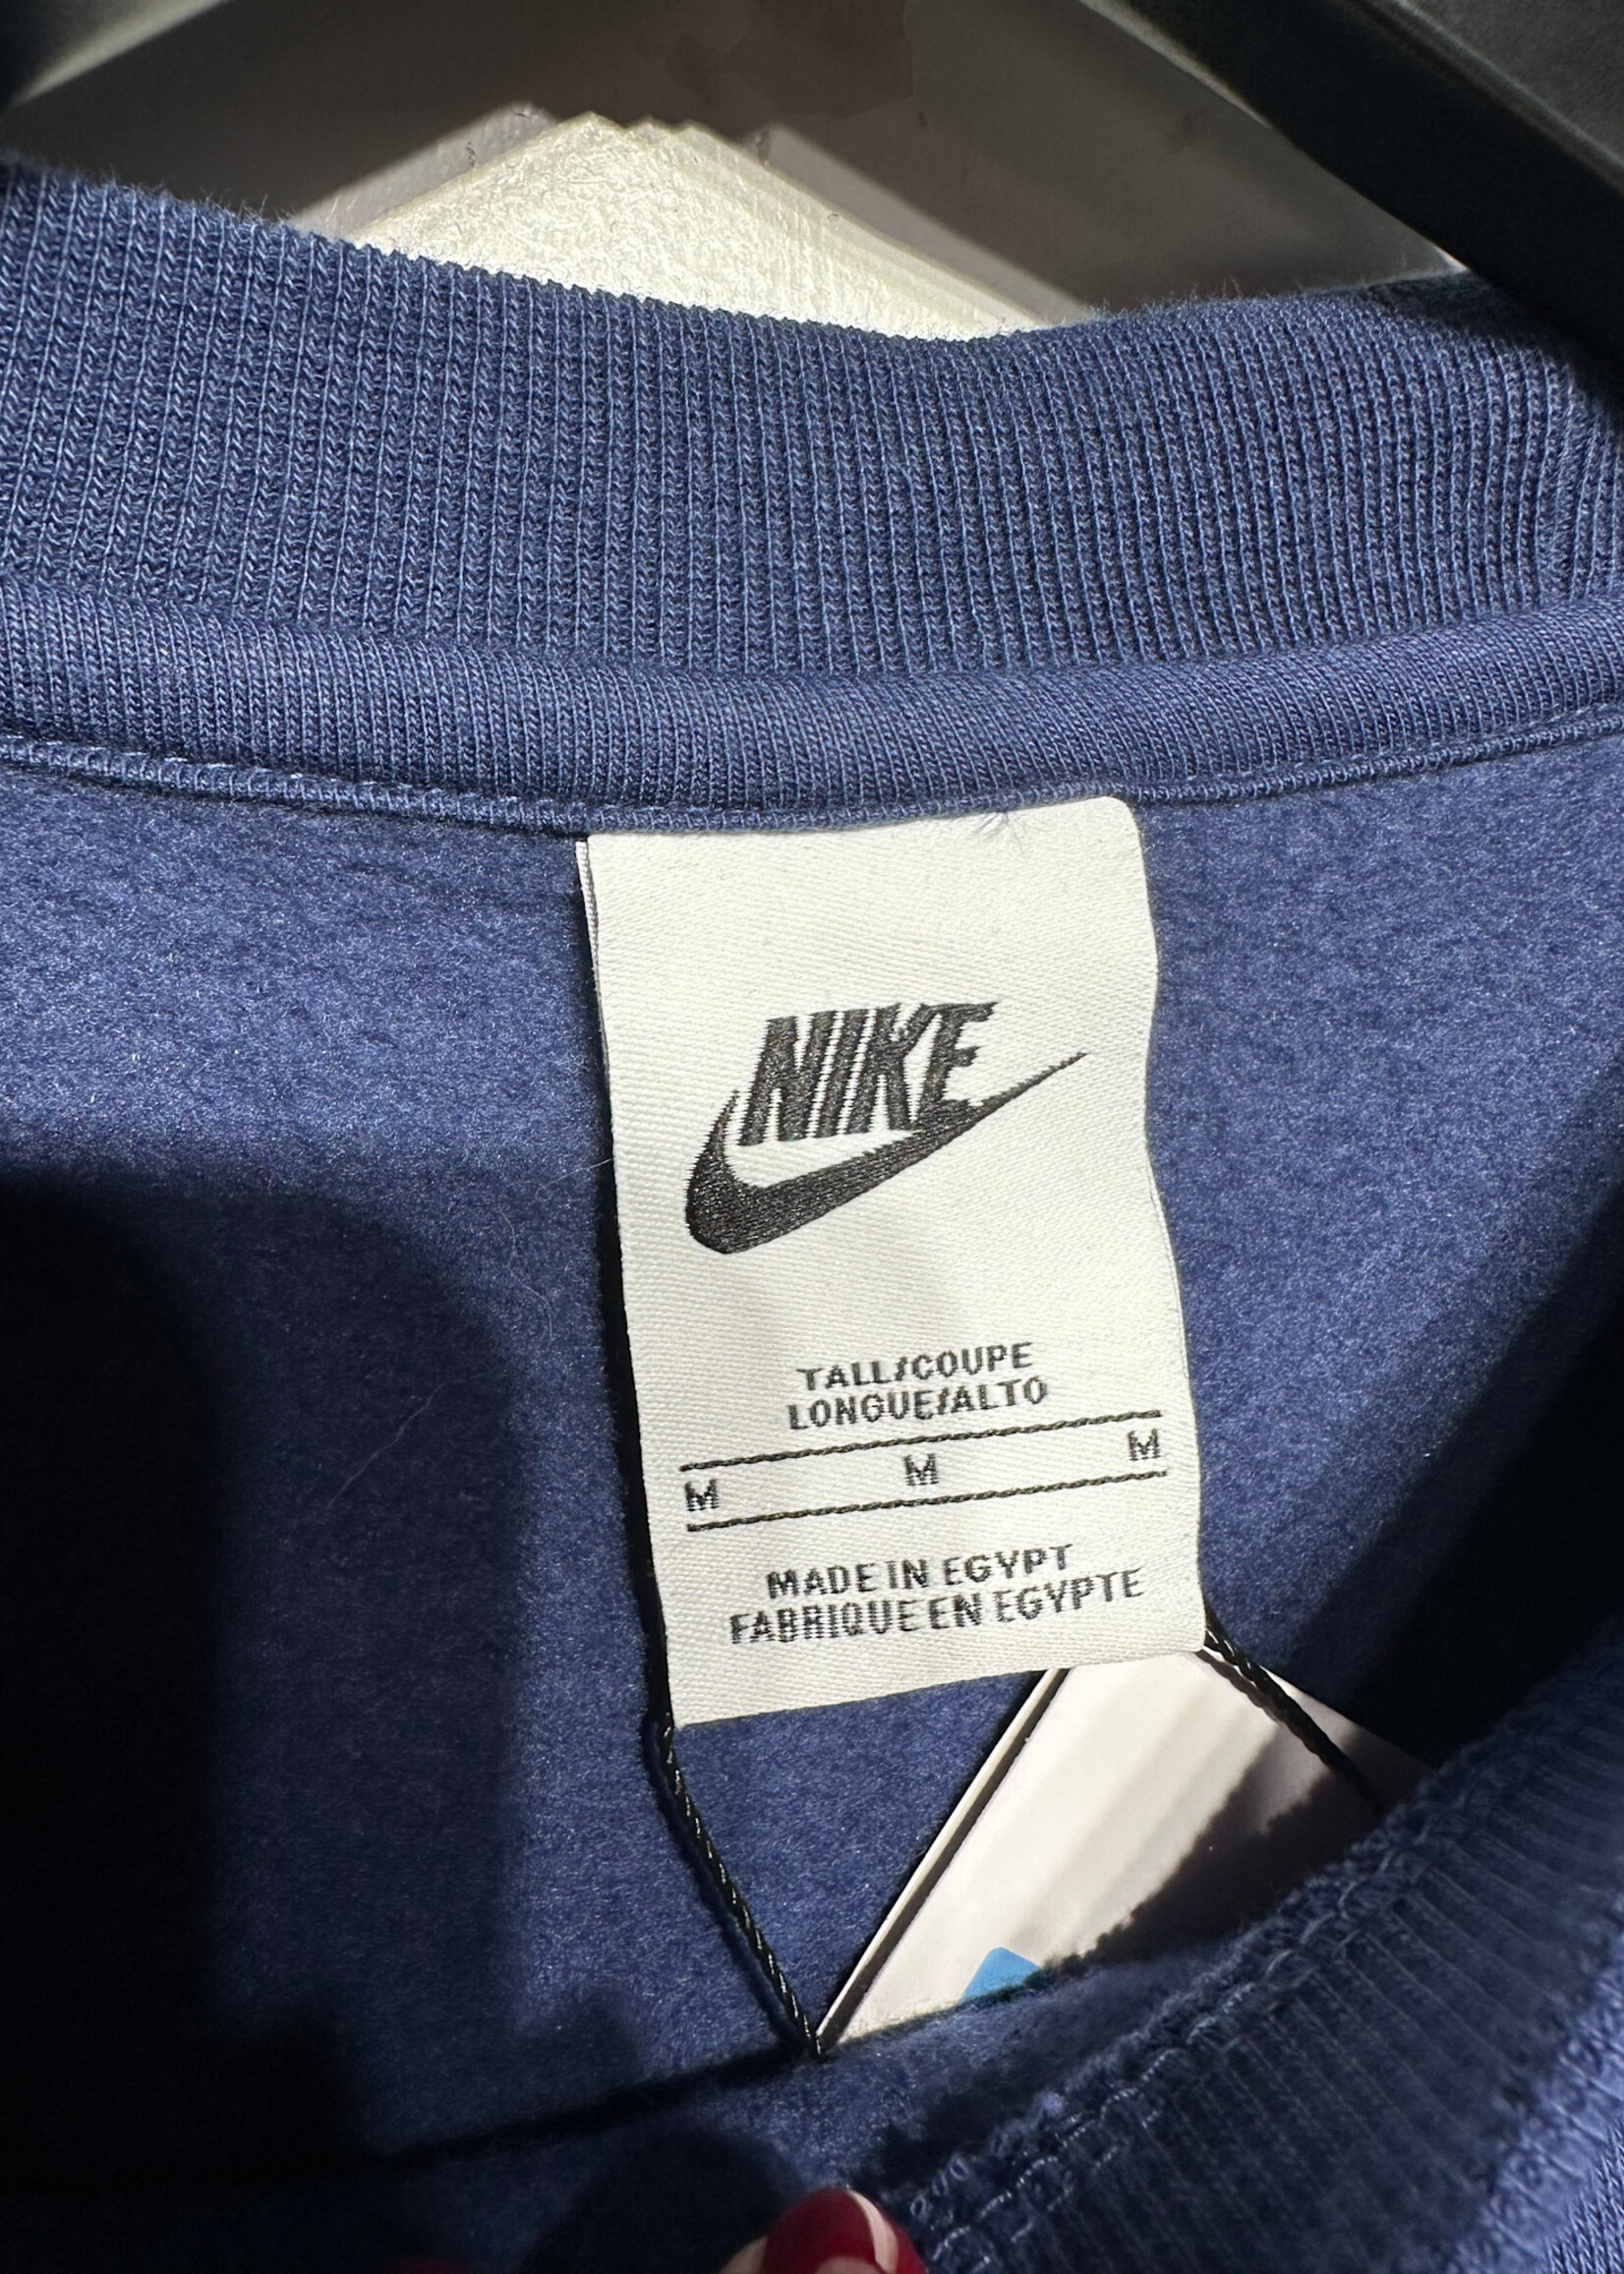 NIKE
TALL/COUPE
LONGUE/ALTO
M M M
MADE IN EGYPT
FABRIQUE EN EGYPTE